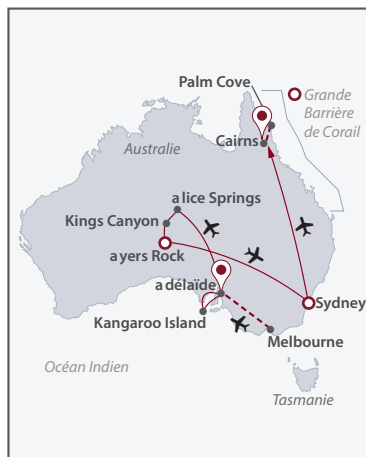 Palm Cove
Grande
Barrière
de Corail
Cairns
Australie
alice Springs
Kings Canyon
ayers Rock
adélaïde
Sydney
Kangaroo Island
Melbourne
Océan Indien
Tasmanie